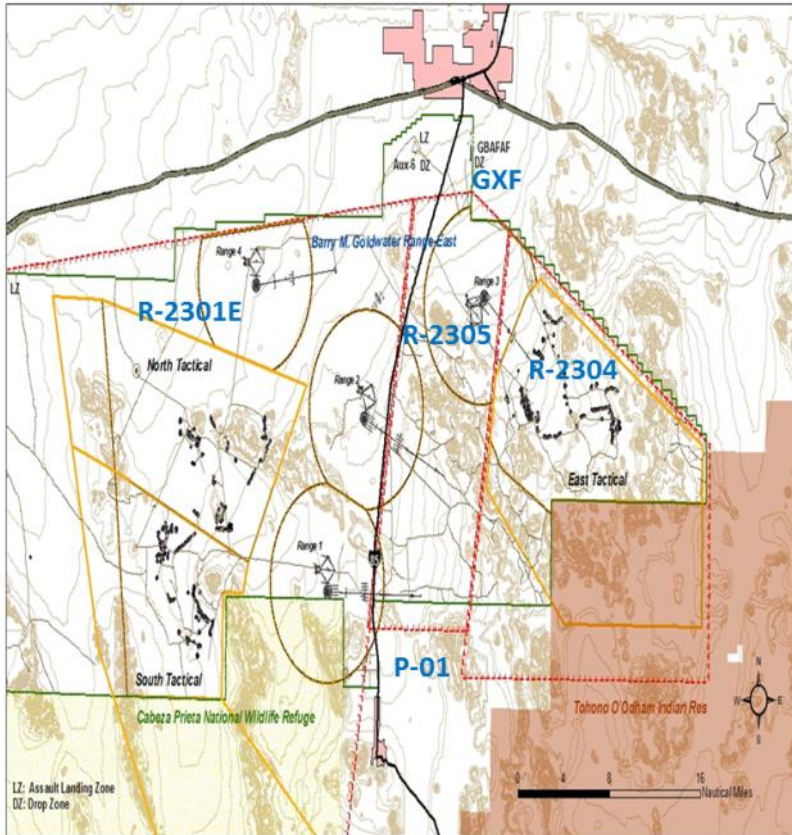 LZ
GBAFAF
Aux-6 DZ
DZ
GXF
Barry M. Goldwater Range-East
Range 4
Range 3
LZ
R-2301E
R-2305
R-2304
North Tactical
Range 2
East Tactical
Range 1
85
P-01
South Tactical
Cabeza Prieta National Wildlife Refuge
Tohono O'Odham Indian Res
N
W E
S
LZ: Assault Landing Zone
DZ: Drop Zone
0 4 8 16
Nautical Miles